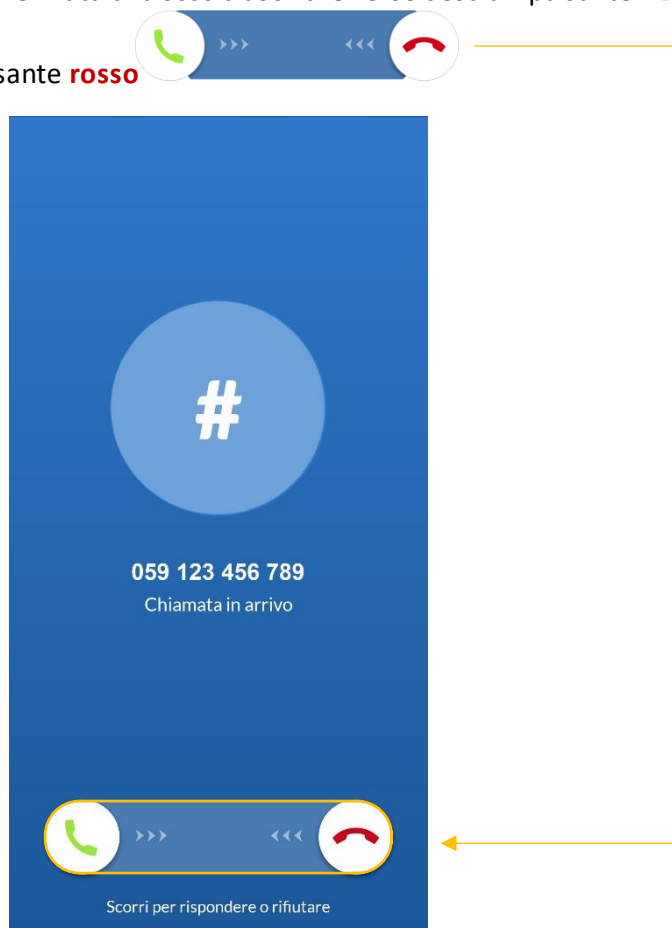 sante rosso
#
059 123 456 789
Chiamata in arrivo
Scorri per rispondere o rifiutare